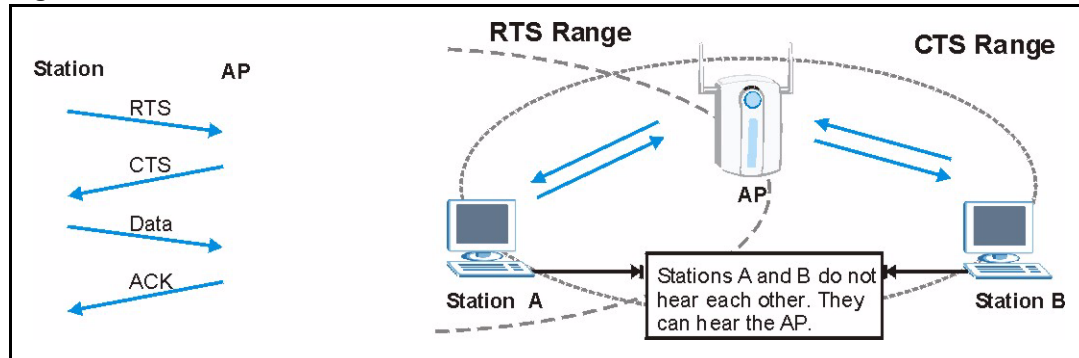 Station
AP
RTS
CTS
Data
ACK
RTS Range
CTS Range
AP
Station A
Station B
Stations A and B do not
hear each other. They
can hear the AP.